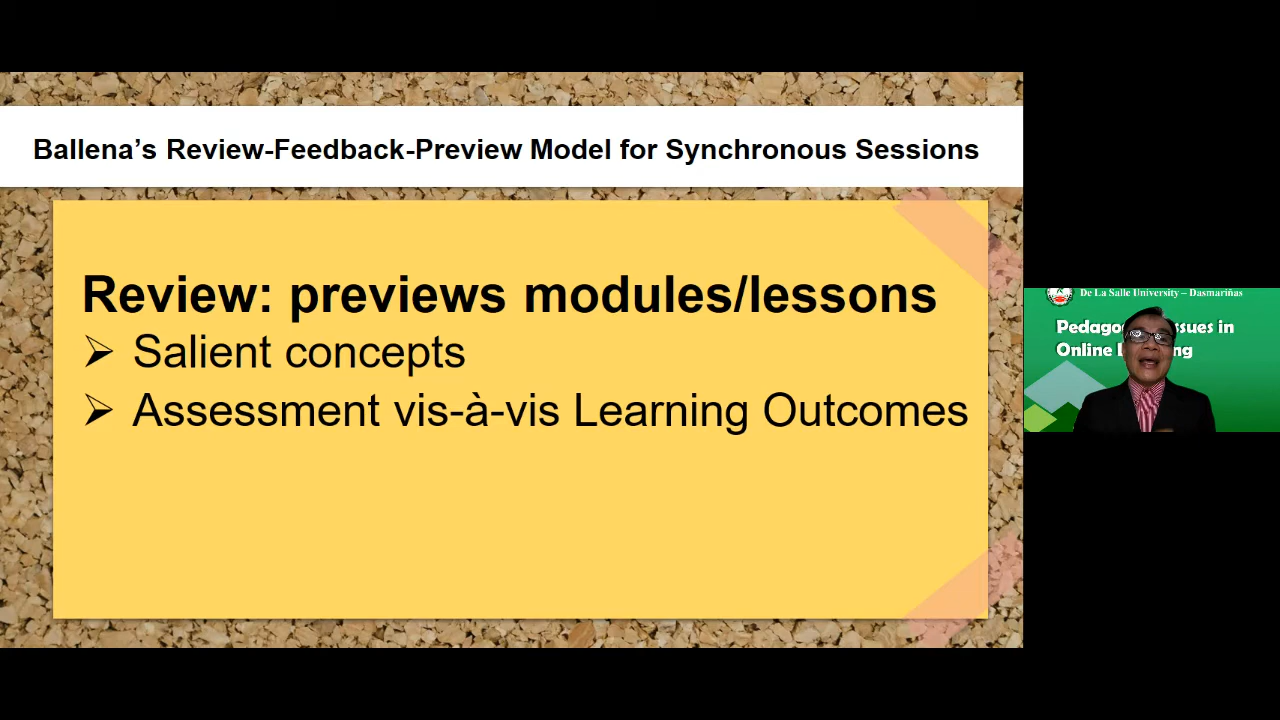 Ballena's Review-Feedback-Preview Model for Synchronous Sessions
Review: previews modules/lessons
➢ Salient concepts
➢ Assessment vis-à-vis Learning Outcomes
De La Salle University – Dasmariñas
in
Online